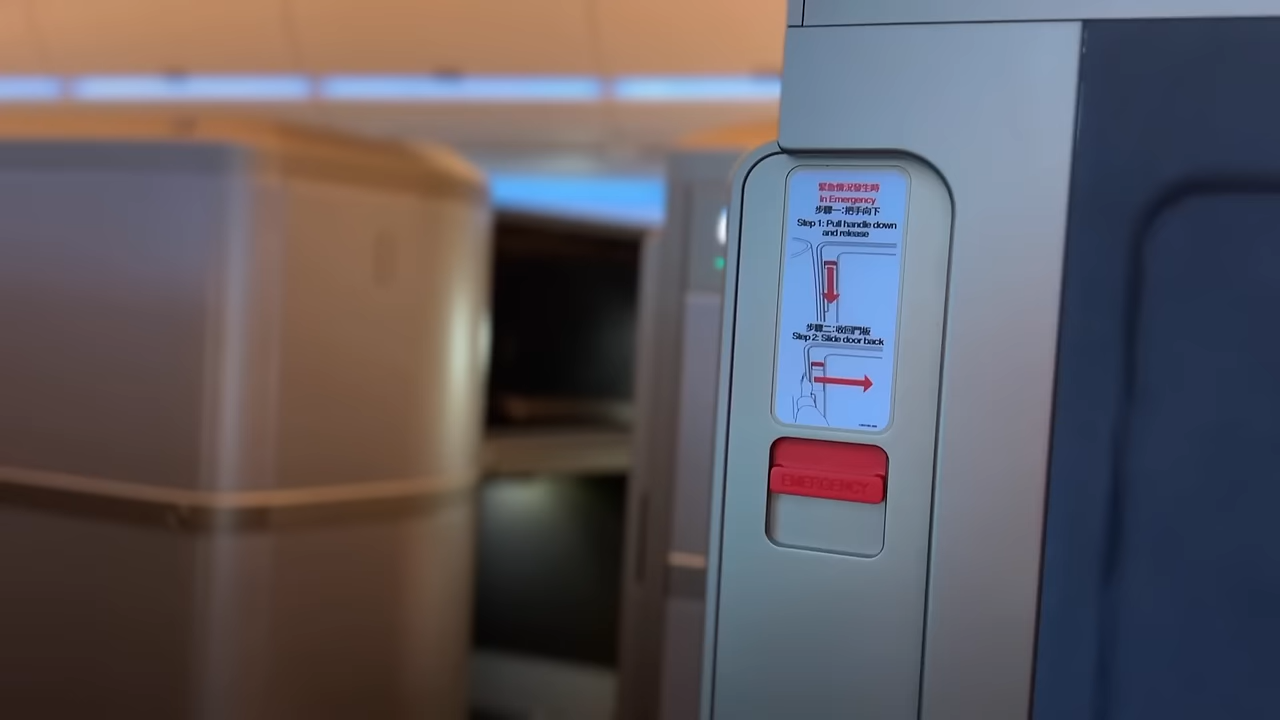 緊急情況發生時
In Emergency
步驟一:把手向下
Step 1: Pull handle down
and release
步驟二:收回門板
Step 2: Slide door back
EMERGENCY